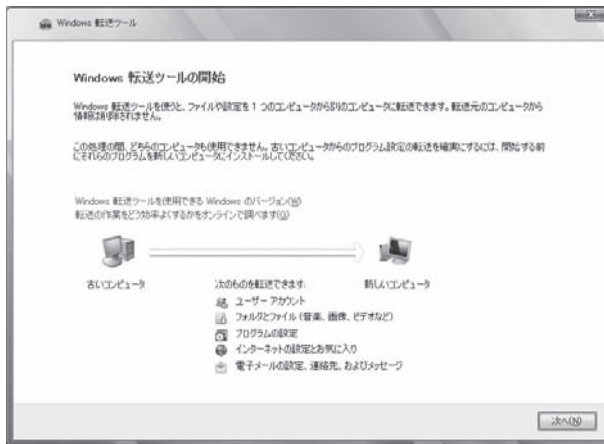 Windows 転送ツール
Windows 転送ツールの開始
Windows 転送ツールを使うと、ファイルや設定を 1 つのコンピュータから別のコンピュータに転送できます。転送元のコンピュータから
情報は削除されません。
この処理の間、どちらのコンピュータも使用できません。古いコンピュータからのプログラム設定の転送を確実にするには、開始する前
にそれらのプログラムを新しいコンピュータにインストールしてください。
Windows 転送ツールを使用できる Windows のバージョン(W)
転送の作業をどう効率よくするかをオンラインで調べます(G)
古いコンピュータ
次のものを転送できます:
新しいコンピュータ
ユーザー アカウント
フォルダとファイル (音楽、画像、ビデオなど)
プログラムの設定
インターネットの設定とお気に入り
電子メールの設定、連絡先、およびメッセージ
次へ(N)